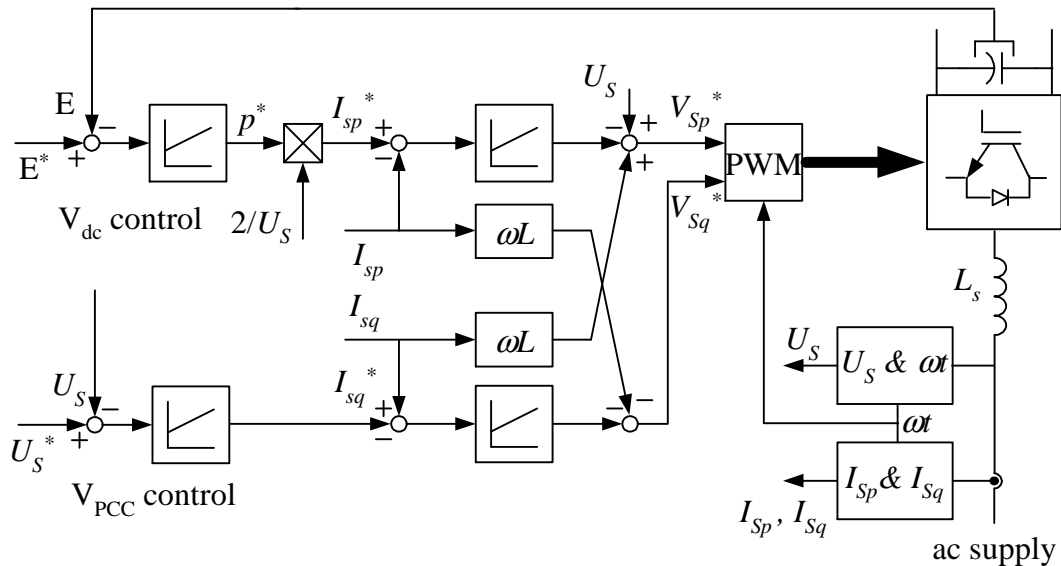 E
E*
p*
I_sp*
U_S
V_Sp*
V_Sq*
PWM
V_dc control
2/U_S
ωL
I_sp
I_sq
ωL
I_sq*
U_S
U_S*
V_PCC control
L_s
U_S
U_S & ωt
ωt
I_Sp & I_Sq
I_Sp , I_Sq
ac supply
+
−
+
−
−
+
+
+
−
+
−
−
−